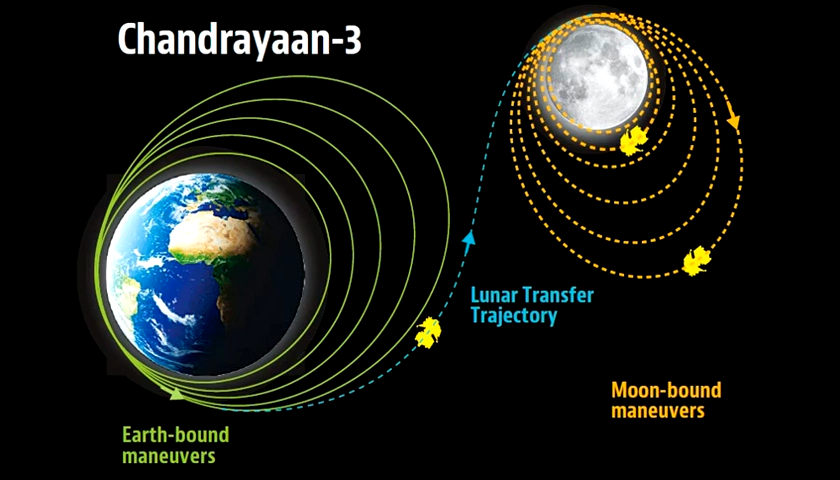 Chandrayaan-3
Lunar Transfer
Trajectory
Moon-bound
maneuvers
Earth-bound
maneuvers